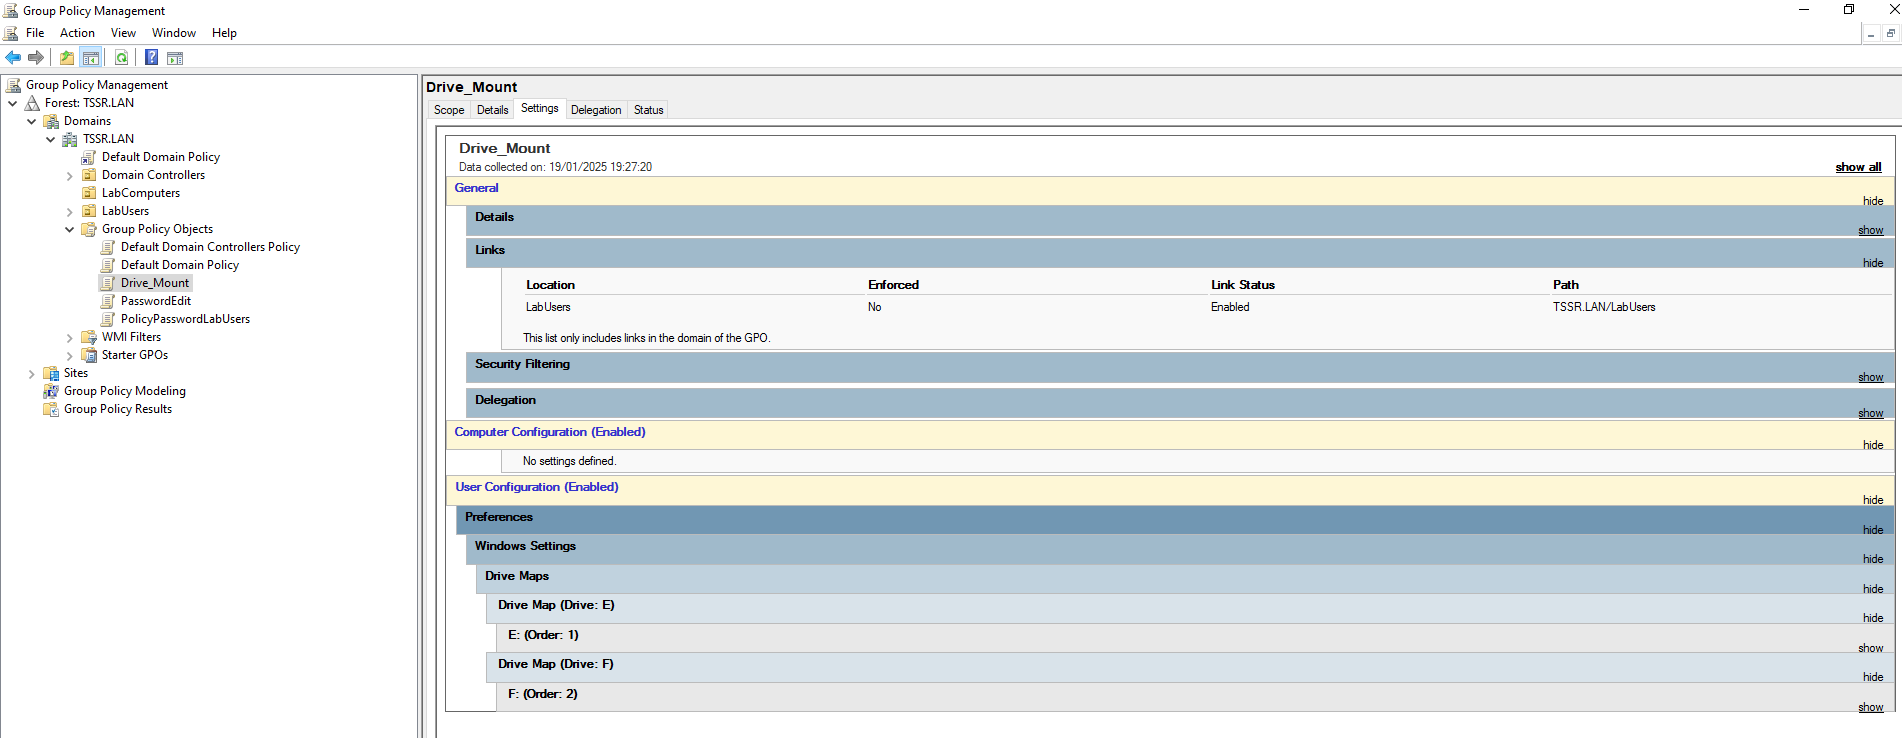 Group Policy Management
File Action View Window Help
Group Policy Management
Forest: TSSR.LAN
Domains
TSSR.LAN
Default Domain Policy
Domain Controllers
LabComputers
LabUsers
Group Policy Objects
Default Domain Controllers Policy
Default Domain Policy
Drive_Mount
PasswordEdit
PolicyPasswordLabUsers
WMI Filters
Starter GPOs
Sites
Group Policy Modeling
Group Policy Results
Drive_Mount
Scope Details Settings Delegation Status
Drive_Mount
Data collected on: 19/01/2025 19:27:20 show all
General hide
Details show
Links hide
Location Enforced Link Status Path
LabUsers No Enabled TSSR.LAN/LabUsers
This list only includes links in the domain of the GPO.
Security Filtering show
Delegation show
Computer Configuration (Enabled) hide
No settings defined.
User Configuration (Enabled) hide
Preferences hide
Windows Settings hide
Drive Maps hide
Drive Map (Drive: E) hide
E: (Order: 1) show
Drive Map (Drive: F) hide
F: (Order: 2) show